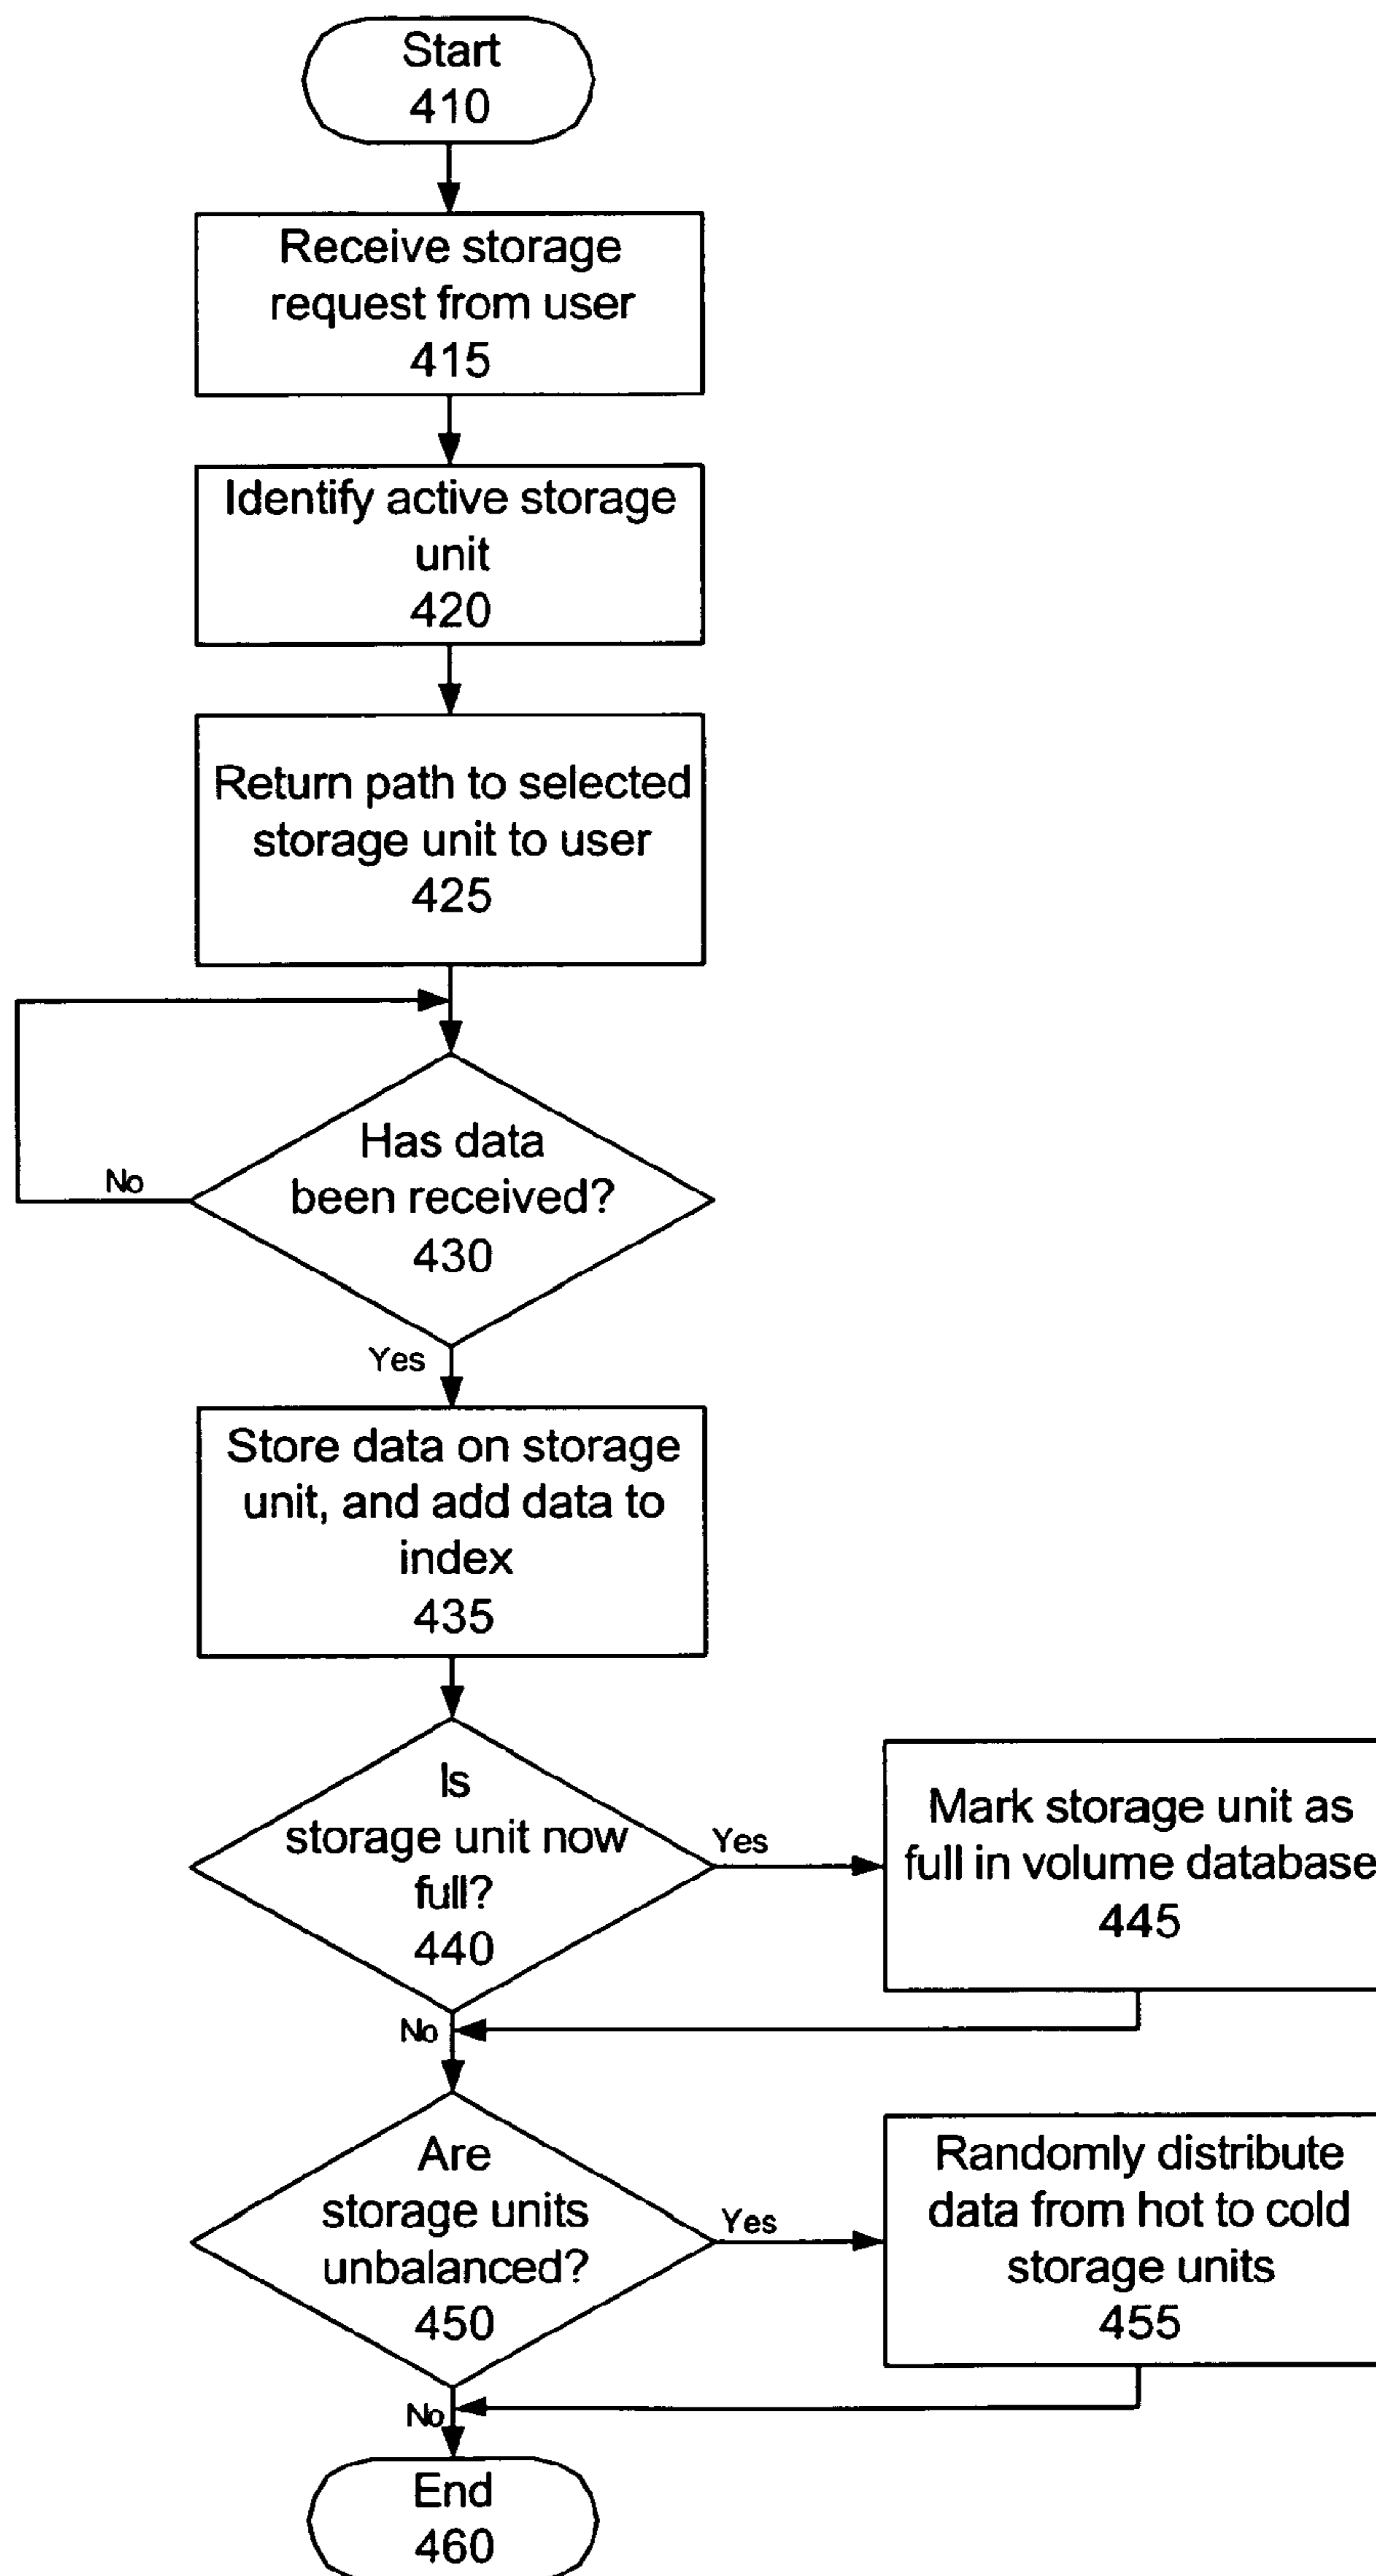 Start
410
Receive storage
request from user
415
Identify active storage
unit
420
Return path to selected
storage unit to user
425
Has data
been received?
430
No
Yes
Store data on storage
unit, and add data to
index
435
Is
storage unit now
full?
440
Yes
Mark storage unit as
full in volume database
445
No
Are
storage units
unbalanced?
450
Yes
Randomly distribute
data from hot to cold
storage units
455
No
End
460